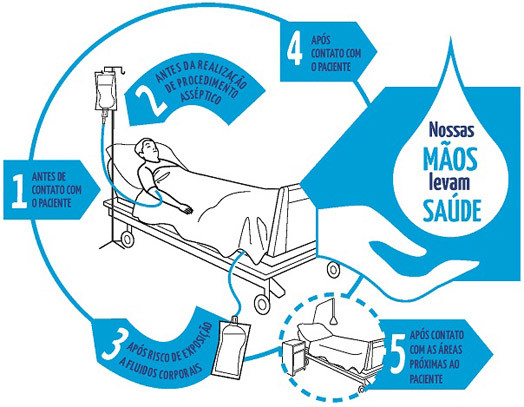 1
ANTES DE
CONTATO COM
O PACIENTE
2
ANTES DA REALIZAÇÃO
DE PROCEDIMENTO
ASSÉPTICO
3
APÓS RISCO DE EXPOSIÇÃO
A FLUIDOS CORPORAIS
4
APÓS
CONTATO COM
O PACIENTE
5
APÓS CONTATO
COM AS ÁREAS
PRÓXIMAS AO
PACIENTE
Nossas
MÃOS
levam
SAÚDE